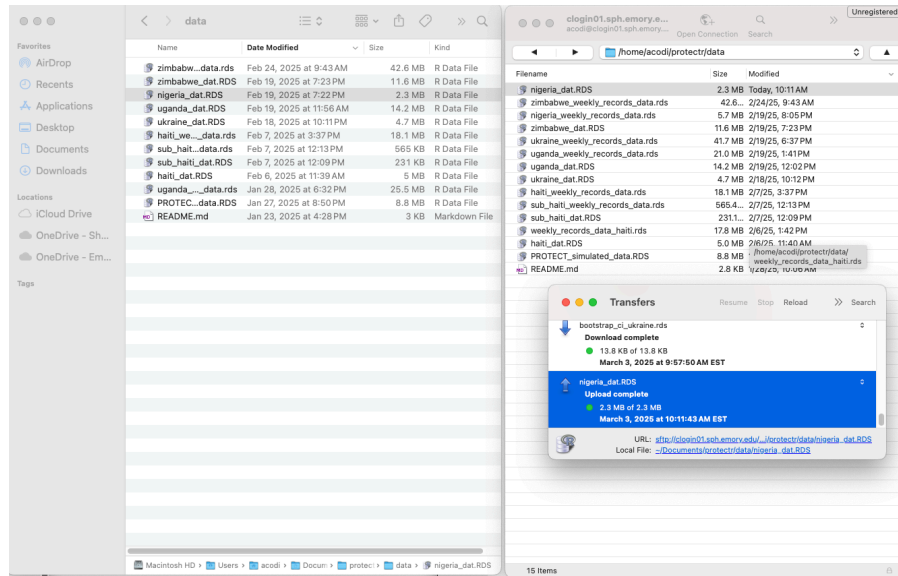 data
Favorites
AirDrop
Recents
Applications
Desktop
Documents
Downloads
Locations
iCloud Drive
OneDrive – Sh...
OneDrive – Em...
Tags
Name Date Modified Size Kind
zimbabw...data.rds Feb 24, 2025 at 9:43 AM 42.6 MB R Data File
zimbabwe_dat.RDS Feb 19, 2025 at 7:23 PM 11.6 MB R Data File
nigeria_dat.RDS Feb 19, 2025 at 7:22 PM 2.3 MB R Data File
uganda_dat.RDS Feb 19, 2025 at 11:56 AM 14.2 MB R Data File
ukraine_dat.RDS Feb 18, 2025 at 10:11 PM 4.7 MB R Data File
haiti_we..._data.rds Feb 7, 2025 at 3:37 PM 18.1 MB R Data File
sub_hait...data.rds Feb 7, 2025 at 12:13 PM 565 KB R Data File
sub_haiti_dat.RDS Feb 7, 2025 at 12:09 PM 231 KB R Data File
haiti_dat.RDS Feb 6, 2025 at 11:39 AM 5 MB R Data File
uganda_..._data.rds Jan 28, 2025 at 6:32 PM 25.5 MB R Data File
PROTEC...data.RDS Jan 27, 2025 at 8:50 PM 8.8 MB R Data File
README.md Jan 23, 2025 at 4:28 PM 3 KB Markdown File
Macintosh HD › Users › acodi › Docum › protect › data › nigeria_dat.RDS
Unregistered
clogin01.sph.emory.e...
acodi@clogin01.sph.emory....
Open Connection Search
/home/acodi/protectr/data
Filename Size Modified
nigeria_dat.RDS 2.3 MB Today, 10:11 AM
zimbabwe_weekly_records_data.rds 42.6... 2/24/25, 9:43 AM
nigeria_weekly_records_data.rds 5.7 MB 2/19/25, 8:05 PM
zimbabwe_dat.RDS 11.6 MB 2/19/25, 7:23 PM
ukraine_weekly_records_data.rds 41.7 MB 2/19/25, 6:37 PM
uganda_weekly_records_data.rds 21.0 MB 2/19/25, 1:41 PM
uganda_dat.RDS 14.2 MB 2/19/25, 12:02 PM
ukraine_dat.RDS 4.7 MB 2/18/25, 10:12 PM
haiti_weekly_records_data.rds 18.1 MB 2/7/25, 3:37 PM
sub_haiti_weekly_records_data.rds 565.4... 2/7/25, 12:13 PM
sub_haiti_dat.RDS 231.1... 2/7/25, 12:09 PM
weekly_records_data_haiti.rds 17.8 MB 2/6/25, 1:42 PM
haiti_dat.RDS 5.0 MB 2/6/25, 11:40 AM
PROTECT_simulated_data.RDS 8.8 MB
README.md 2.8 KB 1/28/25, 10:06 AM
/home/acodi/protectr/data/
weekly_records_data_haiti.rds
Transfers Resume Stop Reload Search
bootstrap_ci_ukraine.rds
Download complete
13.8 KB of 13.8 KB
March 3, 2025 at 9:57:50 AM EST
nigeria_dat.RDS
Upload complete
2.3 MB of 2.3 MB
March 3, 2025 at 10:11:43 AM EST
URL: sftp://clogin01.sph.emory.edu/...i/protectr/data/nigeria_dat.RDS
Local File: ~/Documents/protectr/data/nigeria_dat.RDS
15 Items